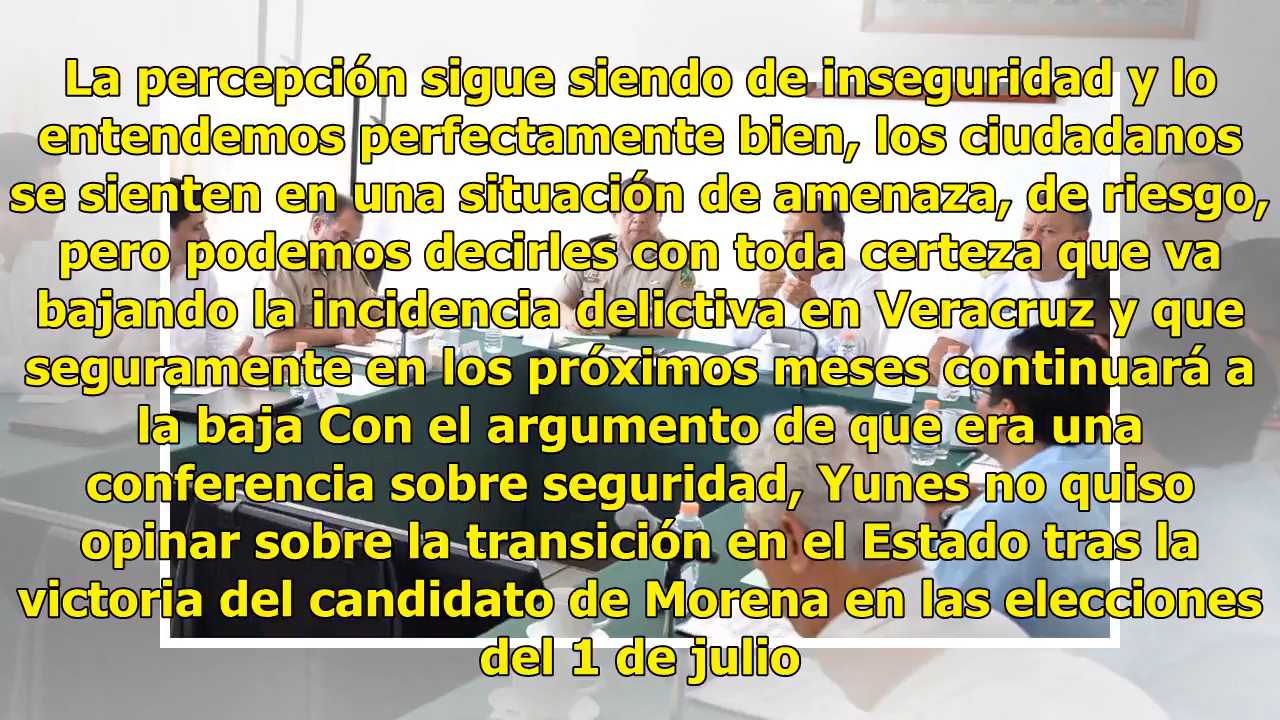 La percepción sigue siendo de inseguridad y lo
entendemos perfectamente bien, los ciudadanos
se sienten en una situación de amenaza, de riesgo,
pero podemos decirles con toda certeza que va
bajando la incidencia delictiva en Veracruz y que
seguramente en los próximos meses continuará a
la baja Con el argumento de que era una
conferencia sobre seguridad, Yunes no quiso
opinar sobre la transición en el Estado tras la
victoria del candidato de Morena en las elecciones
del 1 de julio